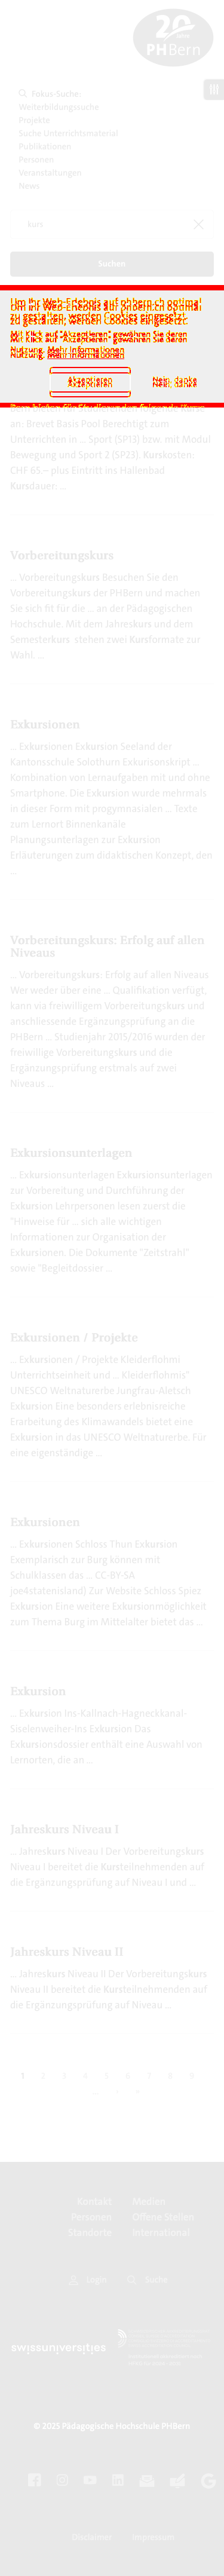 20 Jahre
PHBern
Fokus-Suche:
Weiterbildungssuche
Projekte
Suche Unterrichtsmaterial
Publikationen
Personen
Veranstaltungen
News
kurs
Suchen
Um Ihr Web-Erlebnis auf phbern.ch optimal
zu gestalten, werden Cookies eingesetzt.
Mit Klick auf "Akzeptieren" gewähren Sie deren
Nutzung. Mehr Informationen
Akzeptieren
Nein, danke
an: Brevet Basis Pool Berechtigt zum
Unterrichten in ... Sport (SP13) bzw. mit Modul
Bewegung und Sport 2 (SP23). Kurskosten:
CHF 65.– plus Eintritt ins Hallenbad
Kursdauer: ...
Vorbereitungskurs
... Vorbereitungskurs Besuchen Sie den
Vorbereitungskurs der PHBern und machen
Sie sich fit für die ... an der Pädagogischen
Hochschule. Mit dem Jahreskurs und dem
Semesterkurs stehen zwei Kursformate zur
Wahl. ...
Exkursionen
... Exkursionen Exkursion Seeland der
Kantonsschule Solothurn Exkurisonskript ...
Kombination von Lernaufgaben mit und ohne
Smartphone. Die Exkursion wurde mehrmals
in dieser Form mit progymnasialen ... Texte
zum Lernort Binnenkanäle
Planungsunterlagen zur Exkursion
Erläuterungen zum didaktischen Konzept, den
...
Vorbereitungskurs: Erfolg auf allen
Niveaus
... Vorbereitungskurs: Erfolg auf allen Niveaus
Wer weder über eine ... Qualifikation verfügt,
kann via freiwilligem Vorbereitungskurs und
anschliessende Ergänzungsprüfung an die
PHBern ... Studienjahr 2015/2016 wurden der
freiwillige Vorbereitungskurs und die
Ergänzungsprüfung erstmals auf zwei
Niveaus ...
Exkursionsunterlagen
... Exkursionsunterlagen Exkursionsunterlagen
zur Vorbereitung und Durchführung der
Exkursion Lehrpersonen lesen zuerst die
"Hinweise für ... sich alle wichtigen
Informationen zur Organisation der
Exkursionen. Die Dokumente "Zeitstrahl"
sowie "Begleitdossier ...
Exkursionen / Projekte
... Exkursionen / Projekte Kleiderflohmi
Unterrichtseinheit und ... Kleiderflohmis"
UNESCO Weltnaturerbe Jungfrau-Aletsch
Exkursion Eine besonders erlebnisreiche
Erarbeitung des Klimawandels bietet eine
Exkursion in das UNESCO Weltnaturerbe. Für
eine eigenständige ...
Exkursionen
... Exkursionen Schloss Thun Exkursion
Exemplarisch zur Burg können mit
Schulklassen das ... CC-BY-SA
joe4statenisland) Zur Website Schloss Spiez
Exkursion Eine weitere Exkursionmöglichkeit
zum Thema Burg im Mittelalter bietet das ...
Exkursion
... Exkursion Ins-Kallnach-Hagneckkanal-
Siselenweiher-Ins Exkursion Das
Exkursionsdossier enthält eine Auswahl von
Lernorten, die an ...
Jahreskurs Niveau I
... Jahreskurs Niveau I Der Vorbereitungskurs
Niveau I bereitet die Kursteilnehmenden auf
die Ergänzungsprüfung auf Niveau I und ...
Jahreskurs Niveau II
... Jahreskurs Niveau II Der Vorbereitungskurs
Niveau II bereitet die Kursteilnehmenden auf
die Ergänzungsprüfung auf Niveau ...
1 2 3 4 5 6 7 8 9
...
Kontakt Medien
Personen Offene Stellen
Standorte International
Login Suche
swissuniversities
© 2025 Pädagogische Hochschule PHBern
Disclaimer Impressum